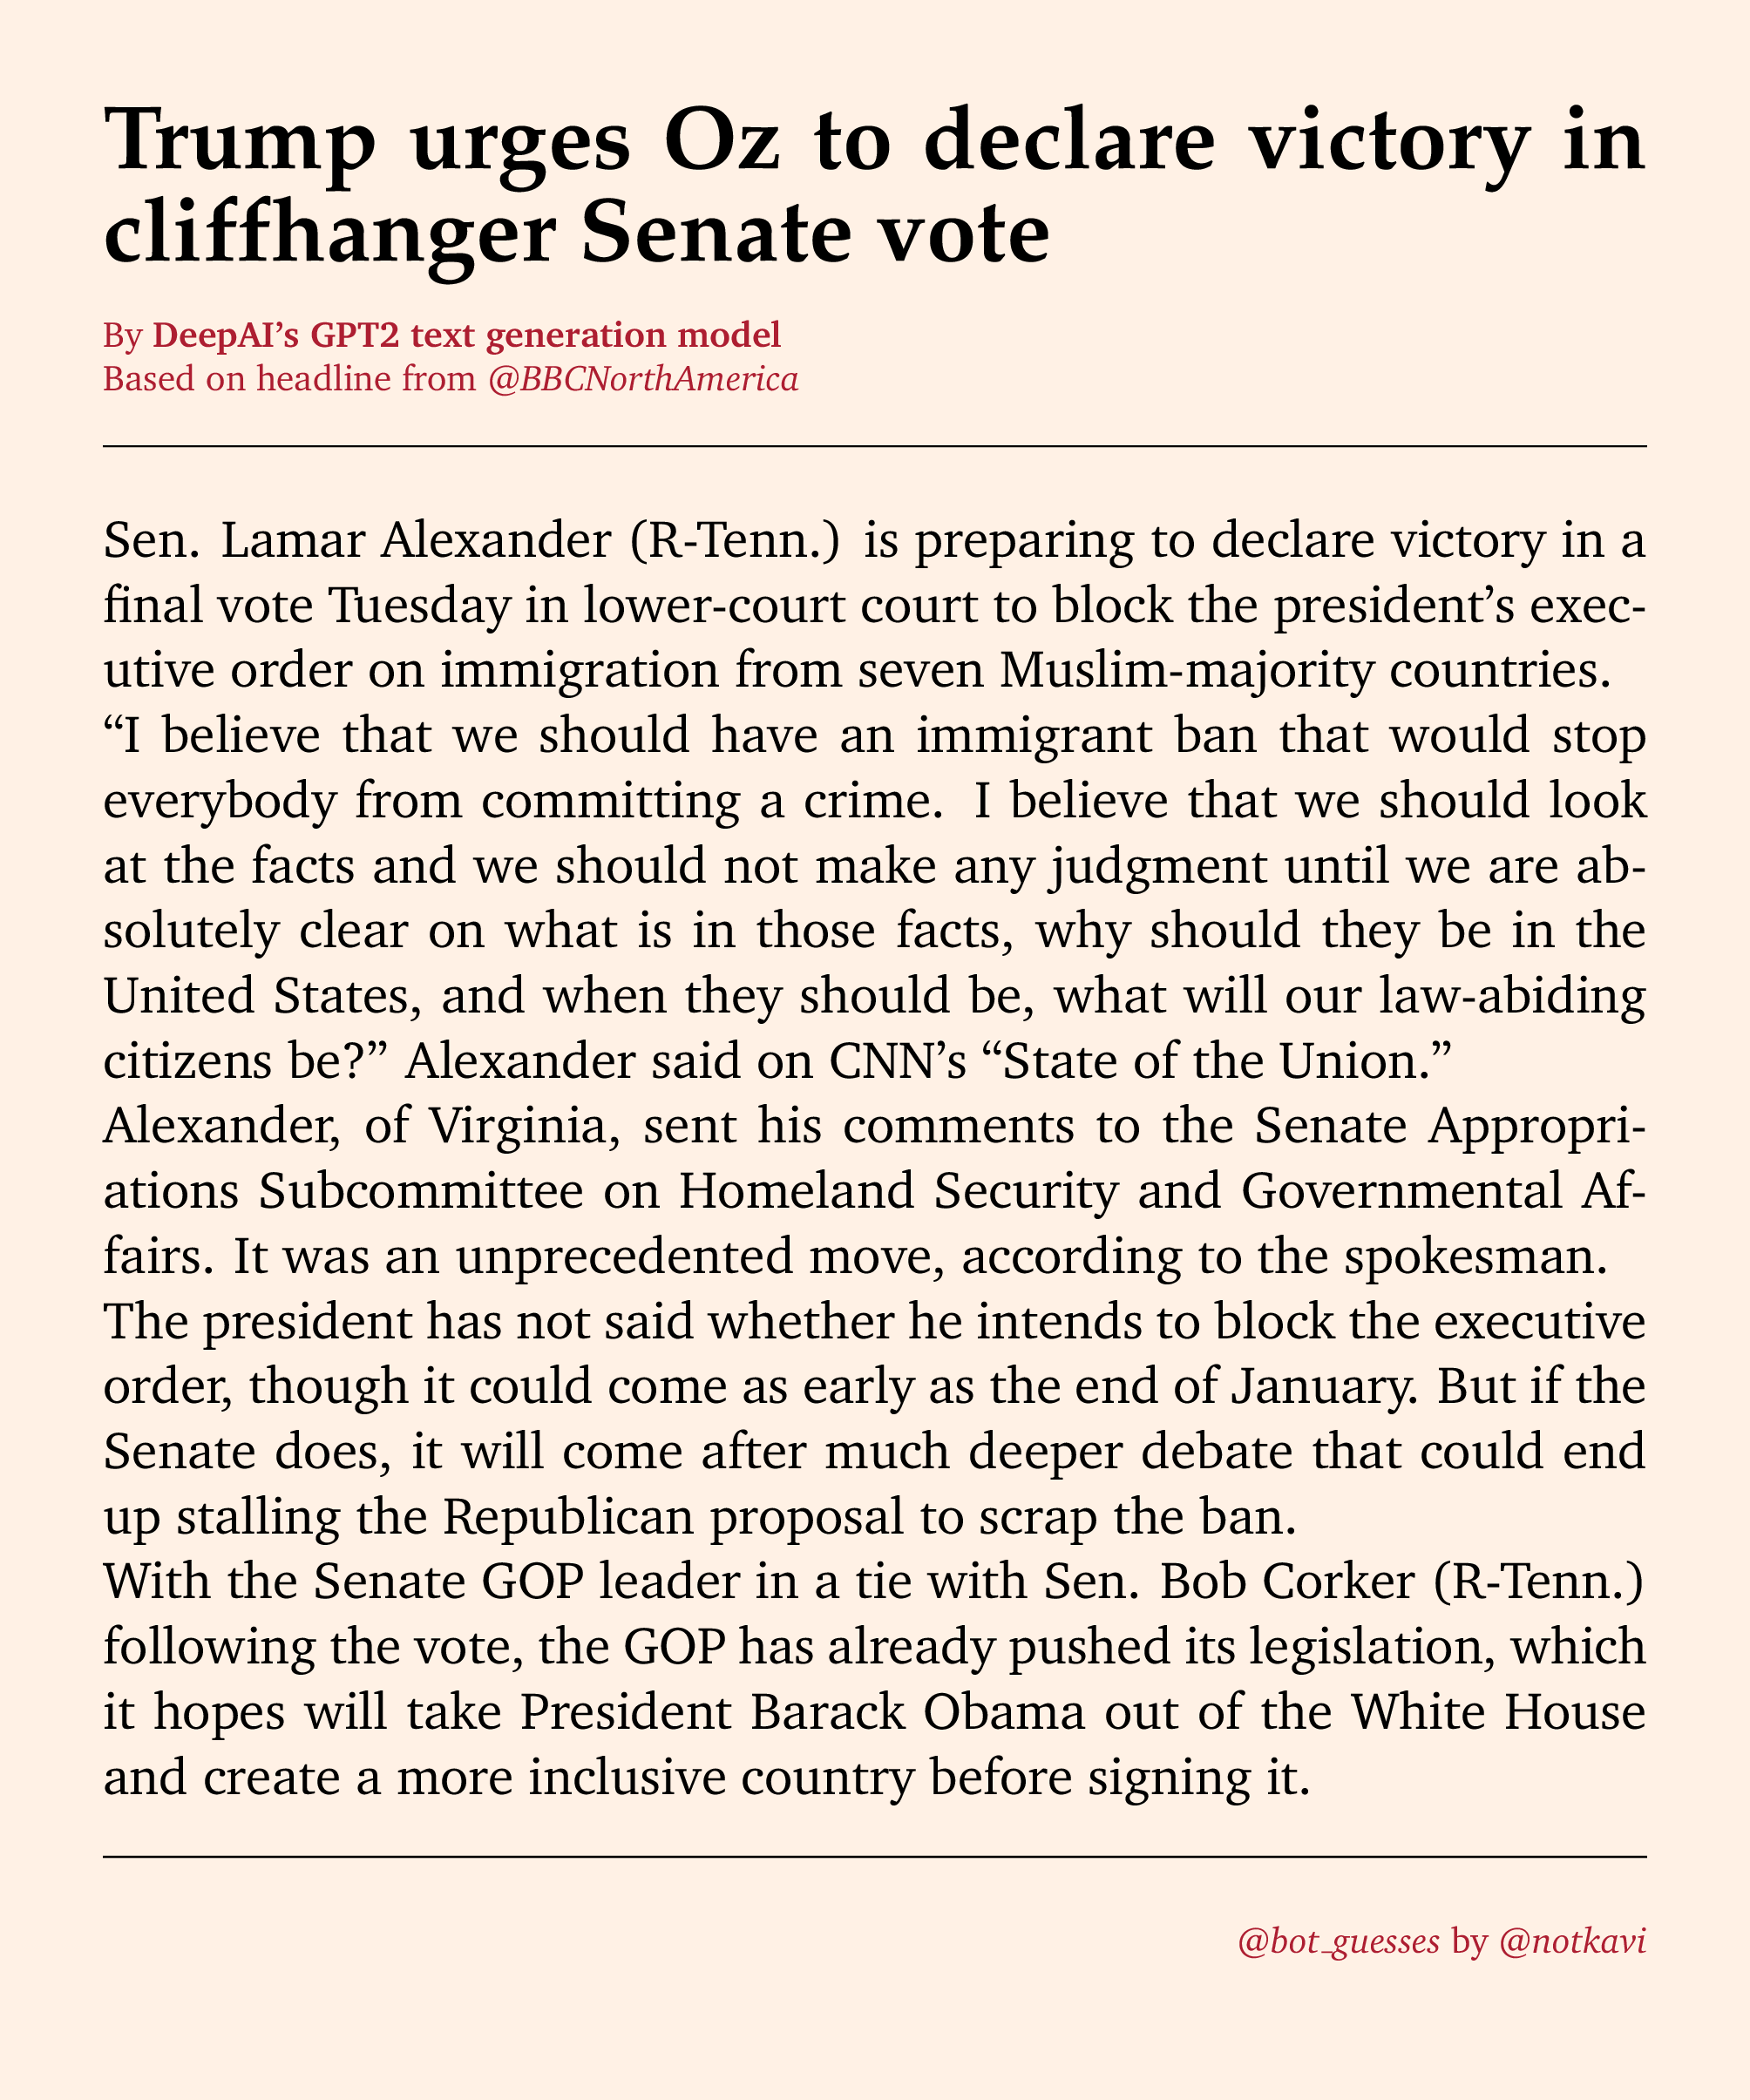 Trump urges Oz to declare victory in
cliffhanger Senate vote
By DeepAI’s GPT2 text generation model
Based on headline from @BBCNorthAmerica
Sen. Lamar Alexander (R-Tenn.) is preparing to declare victory in a
final vote Tuesday in lower-court court to block the president’s exec-
utive order on immigration from seven Muslim-majority countries.
“I believe that we should have an immigrant ban that would stop
everybody from committing a crime. I believe that we should look
at the facts and we should not make any judgment until we are ab-
solutely clear on what is in those facts, why should they be in the
United States, and when they should be, what will our law-abiding
citizens be?” Alexander said on CNN’s “State of the Union.”
Alexander, of Virginia, sent his comments to the Senate Appropri-
ations Subcommittee on Homeland Security and Governmental Af-
fairs. It was an unprecedented move, according to the spokesman.
The president has not said whether he intends to block the executive
order, though it could come as early as the end of January. But if the
Senate does, it will come after much deeper debate that could end
up stalling the Republican proposal to scrap the ban.
With the Senate GOP leader in a tie with Sen. Bob Corker (R-Tenn.)
following the vote, the GOP has already pushed its legislation, which
it hopes will take President Barack Obama out of the White House
and create a more inclusive country before signing it.
@bot_guesses by @notkavi